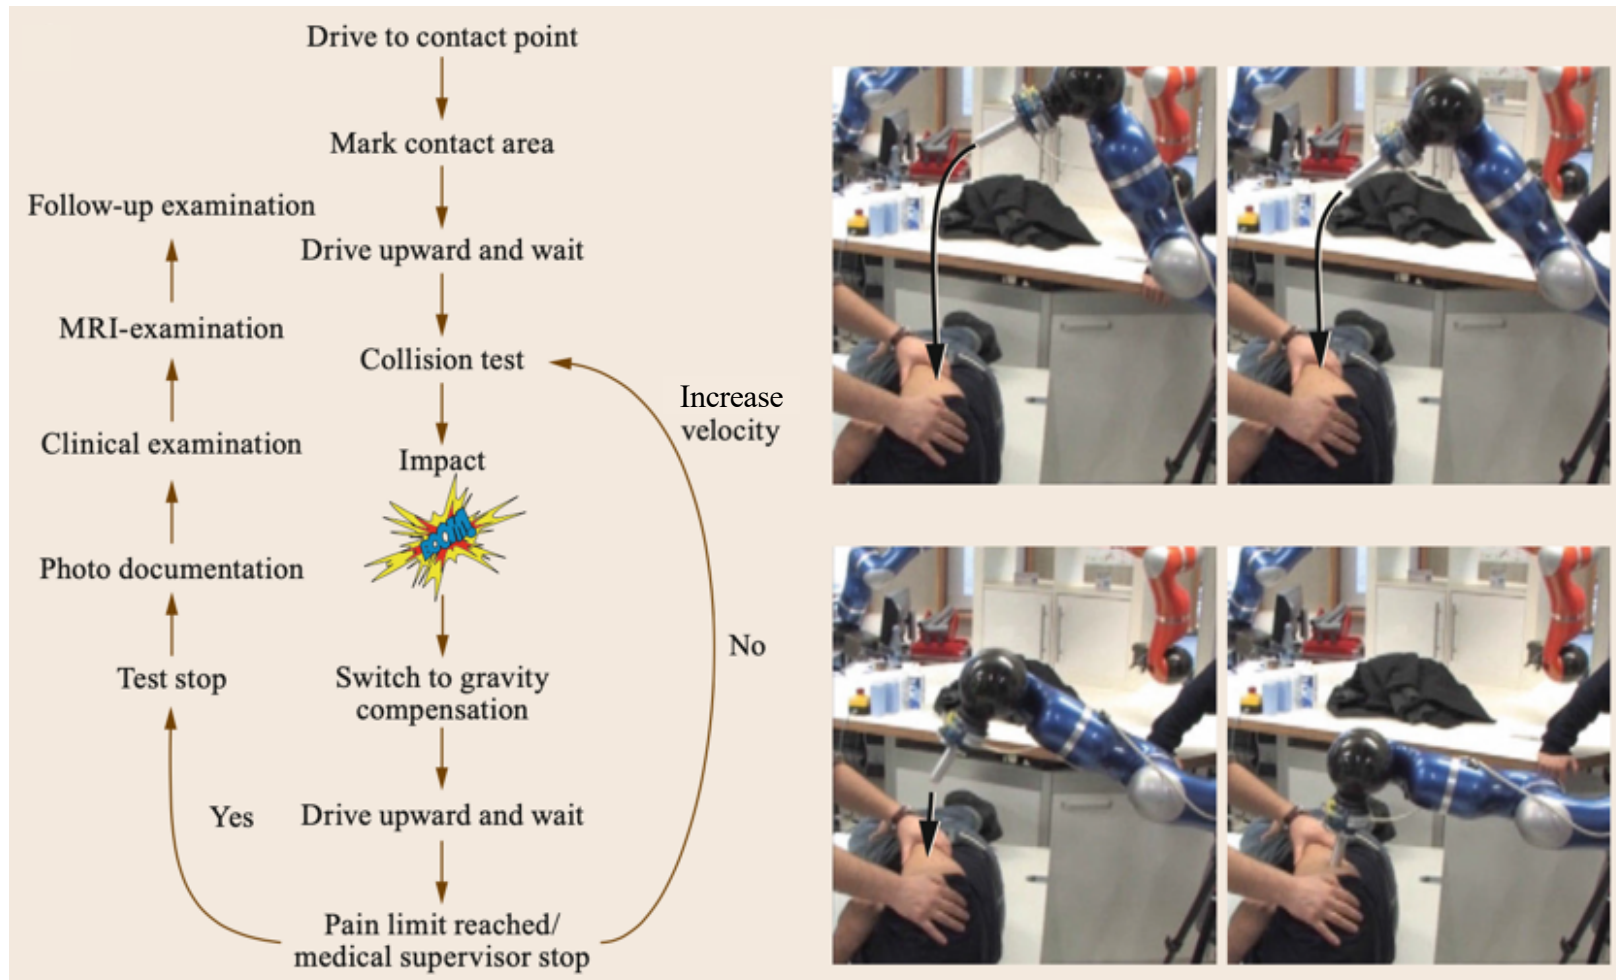 Drive to contact point
Mark contact area
Drive upward and wait
Collision test
Impact
BOOM
Switch to gravity
compensation
Drive upward and wait
Pain limit reached/
medical supervisor stop
Yes
Test stop
Photo documentation
Clinical examination
MRI-examination
Follow-up examination
No
Increase
velocity